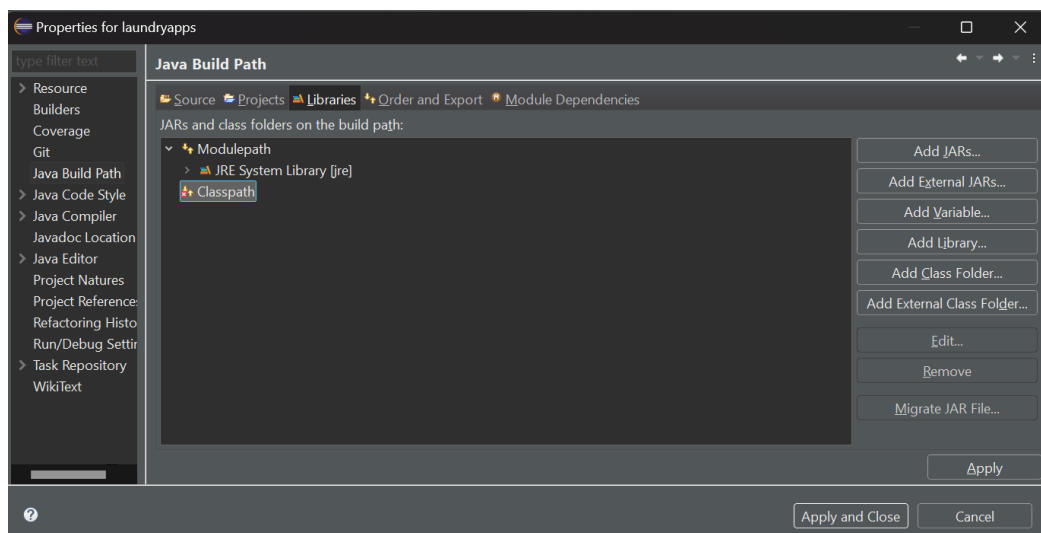 Properties for laundryapps
type filter text
Resource
Builders
Coverage
Git
Java Build Path
Java Code Style
Java Compiler
Javadoc Location
Java Editor
Project Natures
Project References
Refactoring Histo
Run/Debug Settin
Task Repository
WikiText
Java Build Path
Source Projects Libraries Order and Export Module Dependencies
JARs and class folders on the build path:
Modulepath
JRE System Library [jre]
Classpath
Add JARs...
Add External JARs...
Add Variable...
Add Library...
Add Class Folder...
Add External Class Folder...
Edit...
Remove
Migrate JAR File...
Apply
Apply and Close
Cancel